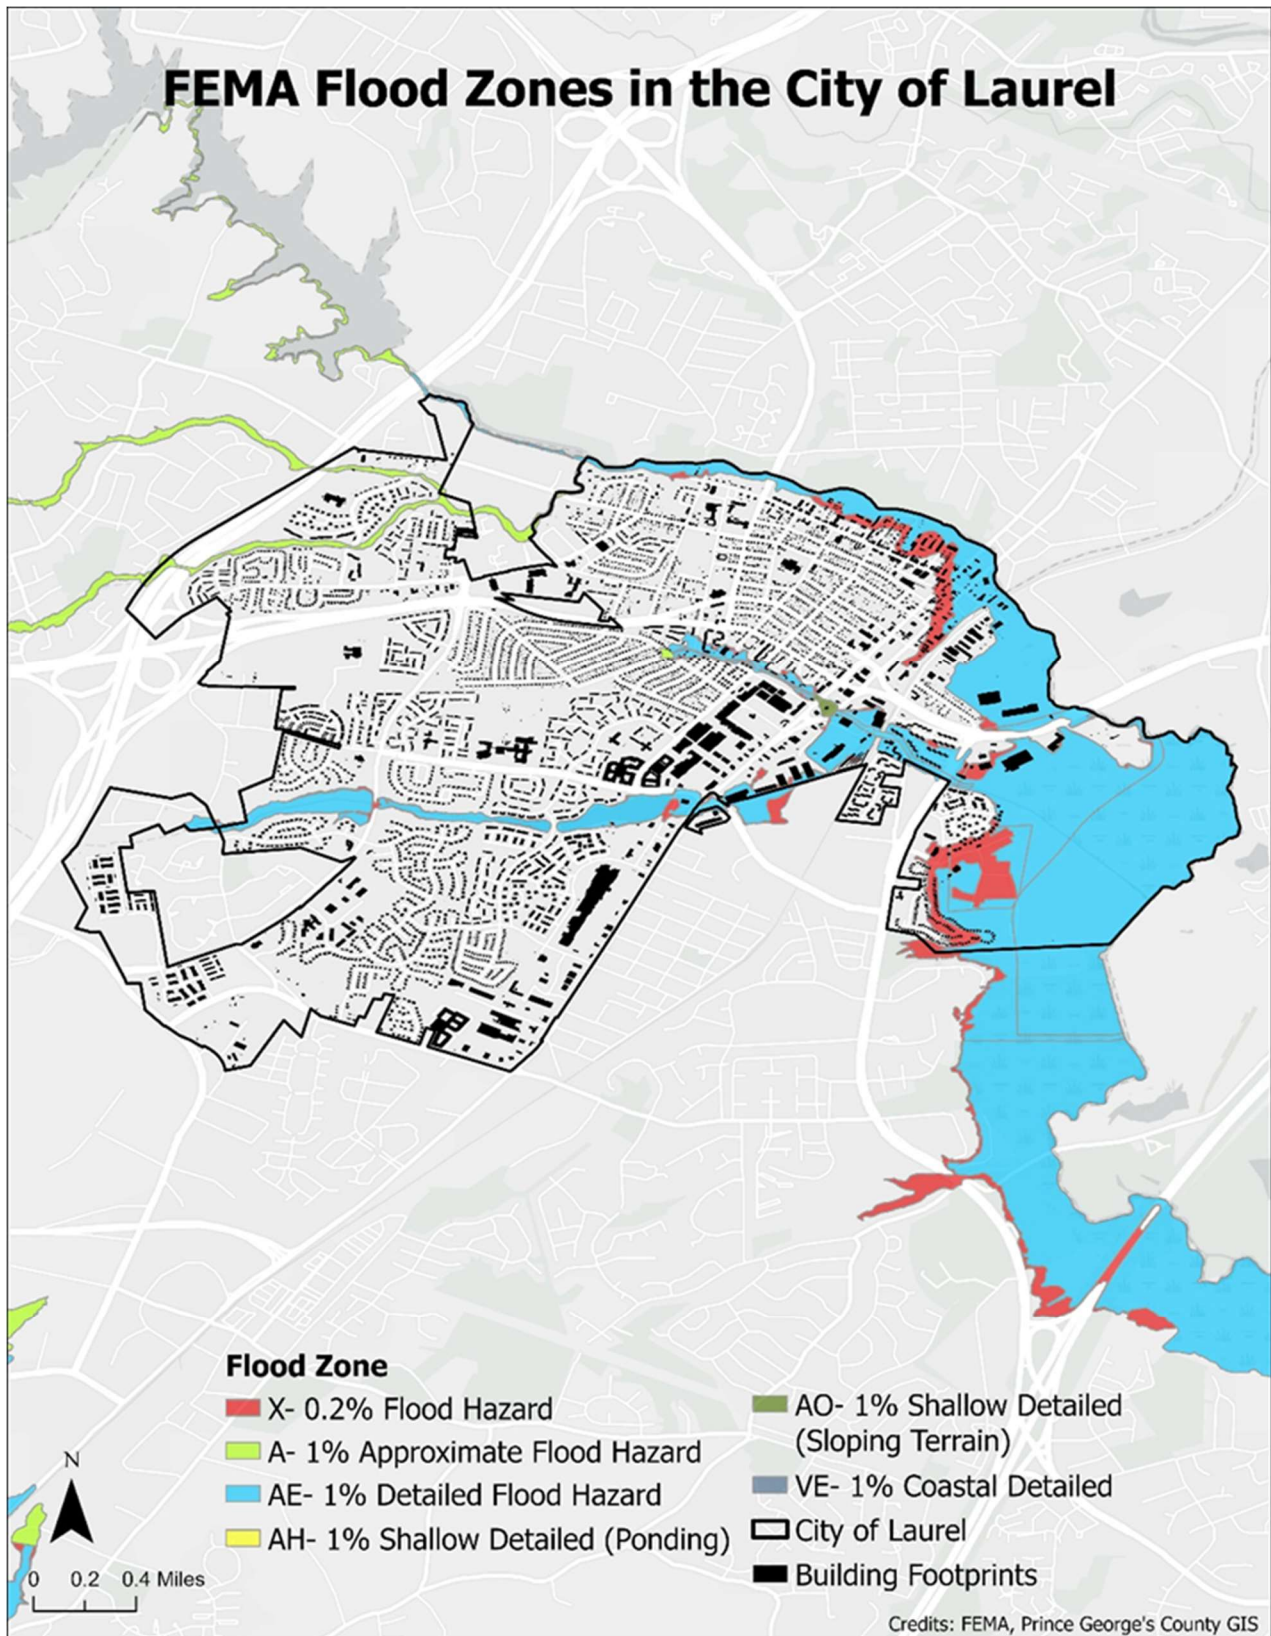 FEMA Flood Zones in the City of Laurel
Flood Zone
X- 0.2% Flood Hazard
A- 1% Approximate Flood Hazard
AE- 1% Detailed Flood Hazard
AH- 1% Shallow Detailed (Ponding)
AO- 1% Shallow Detailed
(Sloping Terrain)
VE- 1% Coastal Detailed
City of Laurel
Building Footprints
N
0 0.2 0.4 Miles
Credits: FEMA, Prince George's County GIS